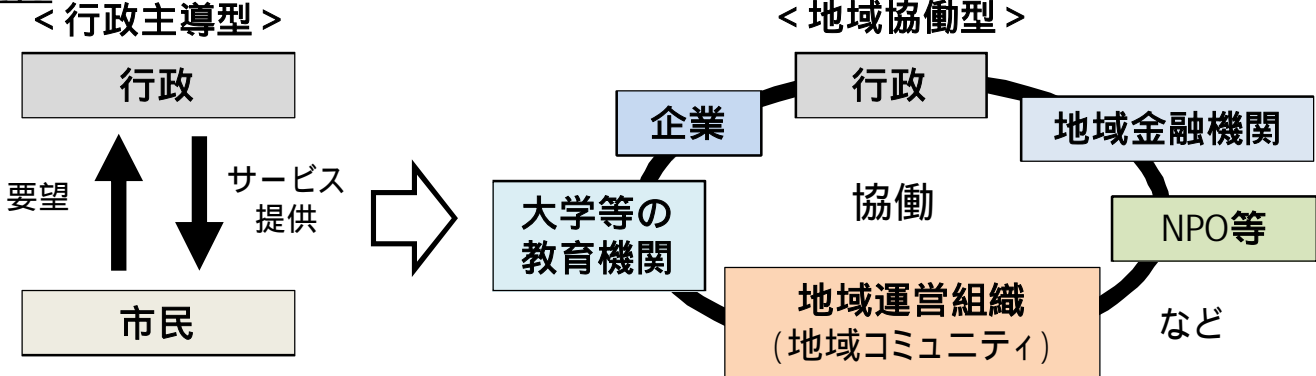 <行政主導型>
行政
要望
サービス
提供
市民
<地域協働型>
行政
企業
地域金融機関
大学等の
教育機関
協働
NPO等
地域運営組織
(地域コミュニティ)
など